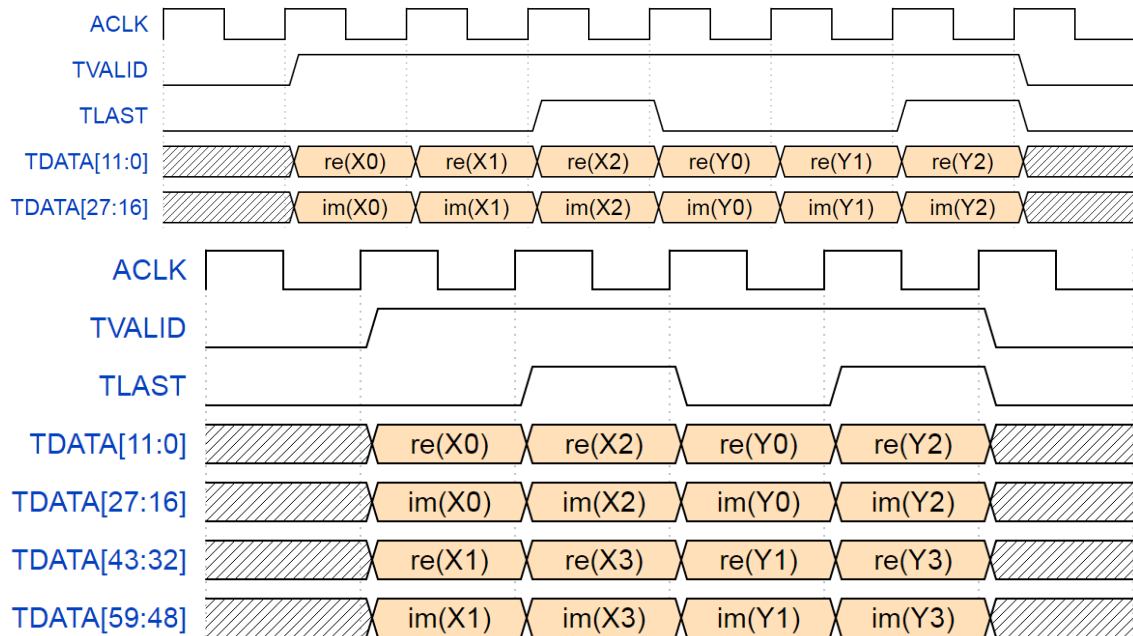 ACLK
TVALID
TLAST
TDATA[11:0] re(X0) re(X1) re(X2) re(Y0) re(Y1) re(Y2)
TDATA[27:16] im(X0) im(X1) im(X2) im(Y0) im(Y1) im(Y2)
ACLK
TVALID
TLAST
TDATA[11:0] re(X0) re(X2) re(Y0) re(Y2)
TDATA[27:16] im(X0) im(X2) im(Y0) im(Y2)
TDATA[43:32] re(X1) re(X3) re(Y1) re(Y3)
TDATA[59:48] im(X1) im(X3) im(Y1) im(Y3)